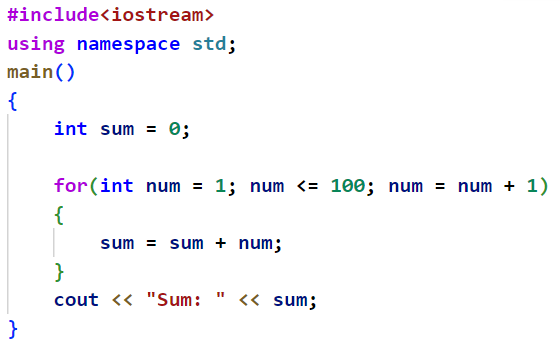 #include<iostream>
using namespace std;
main()
{
    int sum = 0;

    for(int num = 1; num <= 100; num = num + 1)
    {
        sum = sum + num;
    }
    cout << "Sum: " << sum;
}